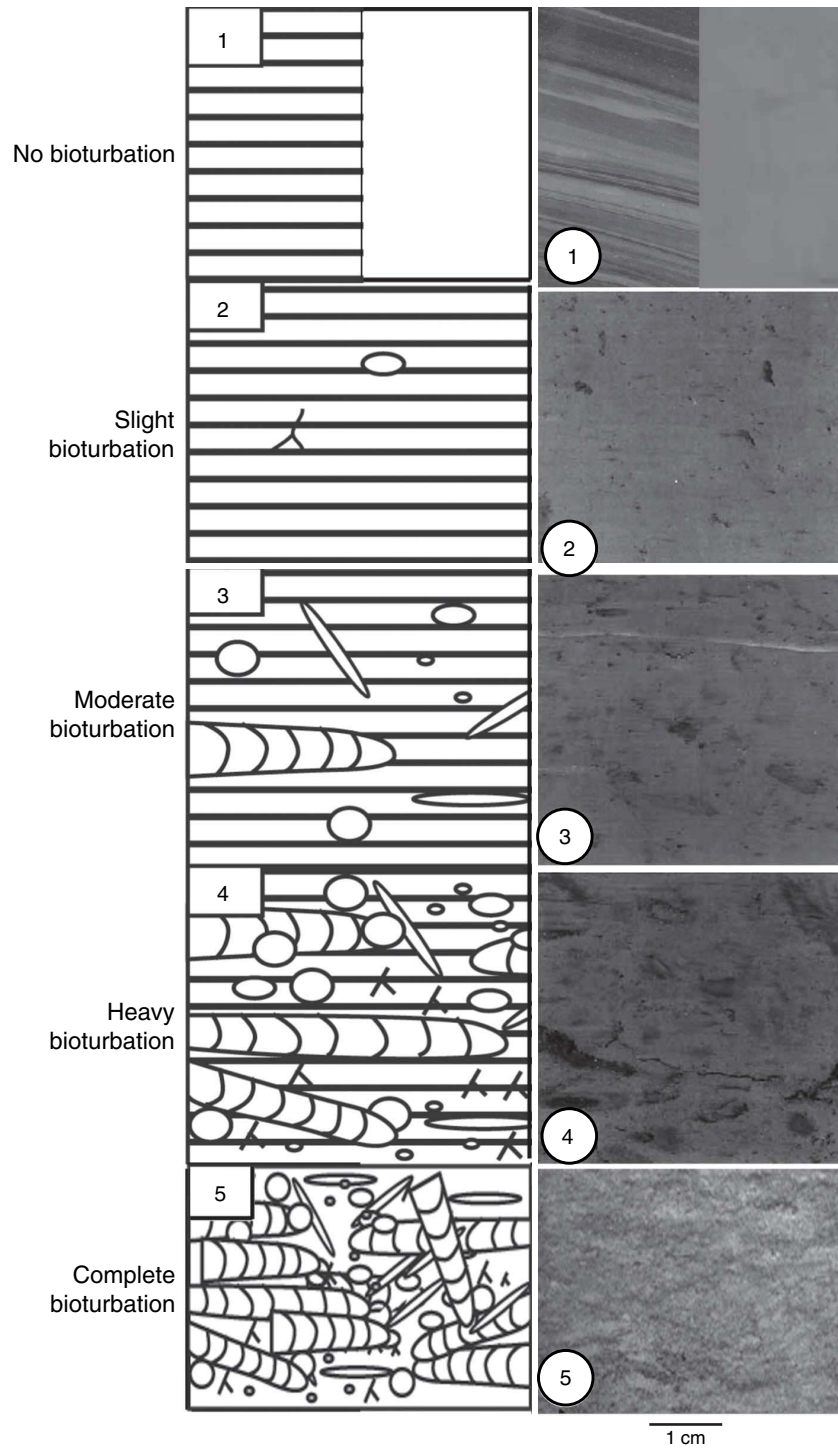 1
No bioturbation
1
2
Slight
bioturbation
2
3
Moderate
bioturbation
3
4
Heavy
bioturbation
4
5
Complete
bioturbation
5
1 cm